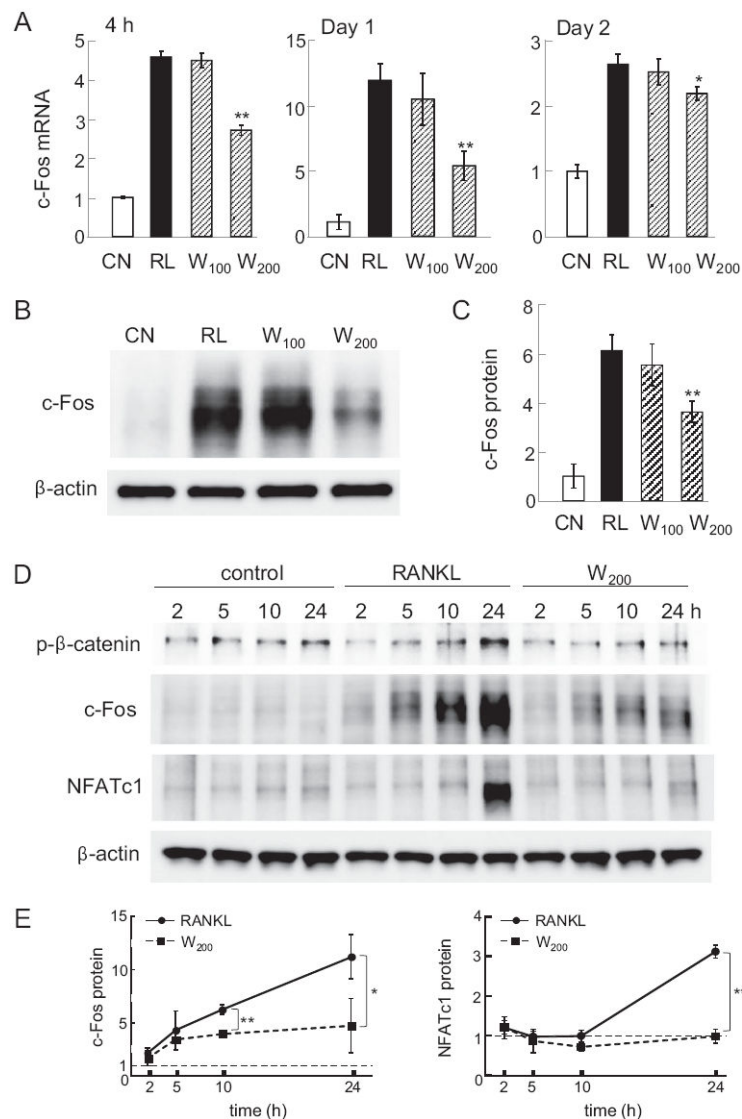 A
4 h
Day 1
Day 2
c-Fos mRNA
5
4
3
2
1
0
15
10
5
0
3
2
1
0
**
**
*
CN RL W₁₀₀ W₂₀₀
CN RL W₁₀₀ W₂₀₀
CN RL W₁₀₀ W₂₀₀
B
CN RL W₁₀₀ W₂₀₀
c-Fos
β-actin
C
c-Fos protein
8
6
4
2
0
**
CN RL W₁₀₀ W₂₀₀
D
control RANKL W₂₀₀
2 5 10 24 2 5 10 24 2 5 10 24 h
p-β-catenin
c-Fos
NFATc1
β-actin
E
c-Fos protein
15
10
5
1
0
RANKL
W₂₀₀
**
*
2 5 10 24
time (h)
NFATc1 protein
4
3
2
1
0
RANKL
W₂₀₀
**
2 5 10 24
time (h)